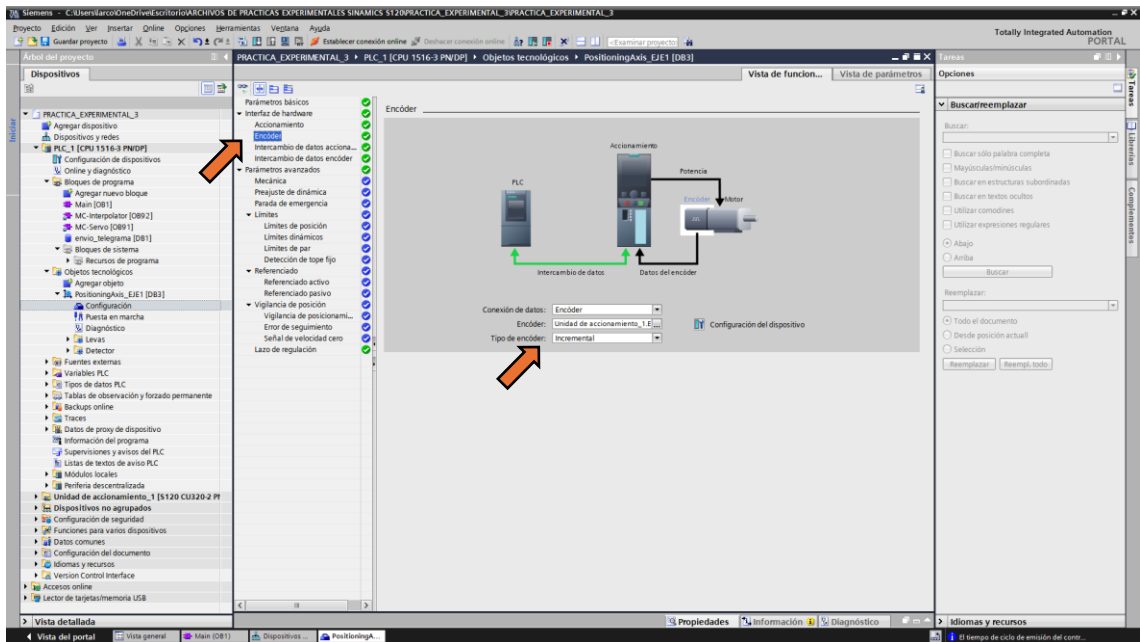 Siemens - C:\Users\larco\OneDrive\Escritorio\ARCHIVOS DE PRACTICAS EXPERIMENTALES SINAMICS S120\PRACTICA_EXPERIMENTAL_3\PRACTICA_EXPERIMENTAL_3
Proyecto Edición Ver Insertar Online Opciones Herramientas Ventana Ayuda
Guardar proyecto Establecer conexión online Deshacer conexión online <Examinar proyecto>
Totally Integrated Automation
PORTAL
Árbol del proyecto
Dispositivos
Iniciar
PRACTICA_EXPERIMENTAL_3
Agregar dispositivo
Dispositivos y redes
PLC_1 [CPU 1516-3 PN/DP]
Configuración de dispositivos
Online y diagnóstico
Bloques de programa
Agregar nuevo bloque
Main [OB1]
MC-Interpolator [OB92]
MC-Servo [OB91]
envio_telegrama [DB1]
Bloques de sistema
Recursos de programa
Objetos tecnológicos
Agregar objeto
PositioningAxis_EJE1 [DB3]
Configuración
Puesta en marcha
Diagnóstico
Levas
Detector
Fuentes externas
Variables PLC
Tipos de datos PLC
Tablas de observación y forzado permanente
Backups online
Traces
Datos de proxy de dispositivo
Información del programa
Supervisiones y avisos del PLC
Listas de textos de aviso PLC
Módulos locales
Periferia descentralizada
Unidad de accionamiento_1 [S120 CU320-2 PN
Dispositivos no agrupados
Configuración de seguridad
Funciones para varios dispositivos
Datos comunes
Configuración del documento
Idiomas y recursos
Version Control Interface
Accesos online
Lector de tarjetas/memoria USB
Vista detallada
PRACTICA_EXPERIMENTAL_3 PLC_1 [CPU 1516-3 PN/DP] Objetos tecnológicos PositioningAxis_EJE1 [DB3]
Vista de funcion... Vista de parámetros
Parámetros básicos
Interfaz de hardware
Accionamiento
Encóder
Intercambio de datos acciona...
Intercambio de datos encóder
Parámetros avanzados
Mecánica
Preajuste de dinámica
Parada de emergencia
Límites
Límites de posición
Límites dinámicos
Límites de par
Detección de tope fijo
Referenciado
Referenciado activo
Referenciado pasivo
Vigilancia de posición
Vigilancia de posicionami...
Error de seguimiento
Señal de velocidad cero
Lazo de regulación
Encóder
Accionamiento
PLC
Potencia
Encóder
Motor
Intercambio de datos
Datos del encóder
Conexión de datos: Encóder
Encóder: Unidad de accionamiento_1.E ...
Configuración del dispositivo
Tipo de encóder: Incremental
Propiedades Información Diagnóstico
Tareas
Opciones
Buscar/reemplazar
Buscar:
Buscar sólo palabra completa
Mayúsculas/minúsculas
Buscar en estructuras subordinadas
Buscar en textos ocultos
Utilizar comodines
Utilizar expresiones regulares
Abajo
Arriba
Buscar
Reemplazar:
Todo el documento
Desde posición actuall
Selección
Reemplazar Reempl. todo
Idiomas y recursos
Tareas
Librerías
Complementos
Vista del portal Vista general Main (OB1) Dispositivos ... PositioningA...
El tiempo de ciclo de emisión del contr...